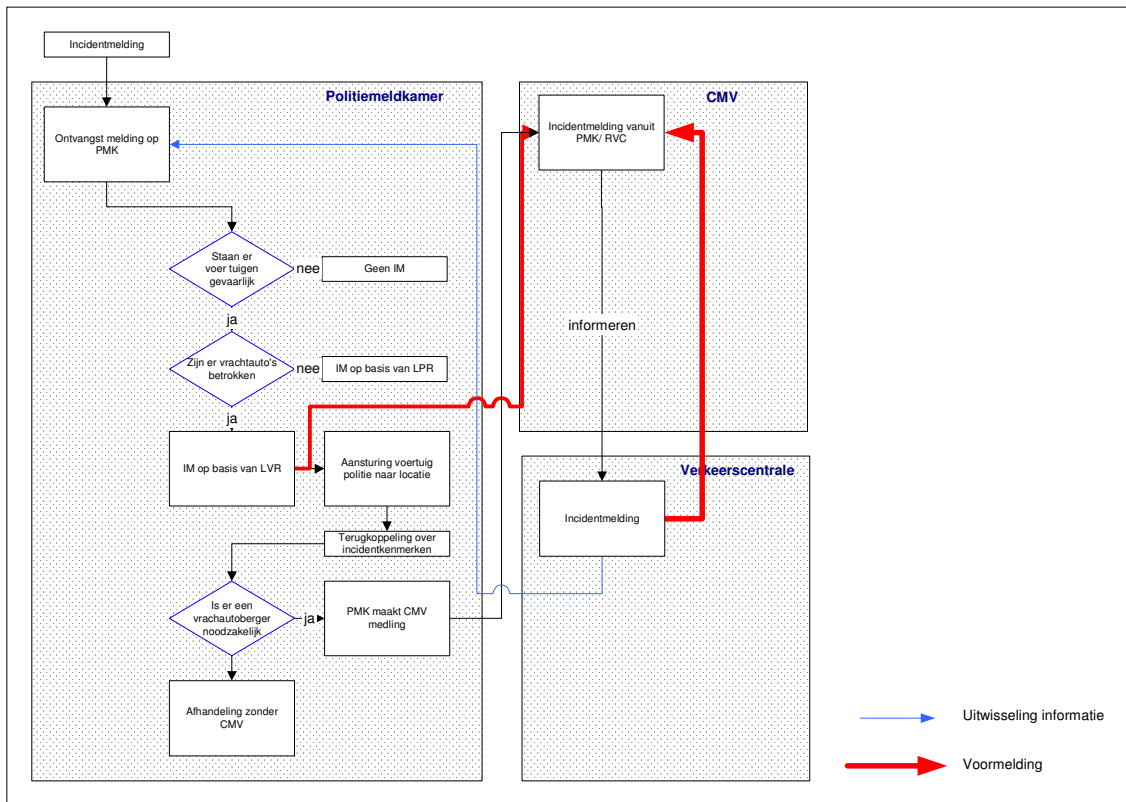 Incidentmelding
Politiemeldkamer
Ontvangst melding op
PMK
Staan er
voer tuigen
gevaarlijk
nee
Geen IM
ja
Zijn er vrachtauto's
betrokken
nee
IM op basis van LPR
ja
IM op basis van LVR
Aansturing voertuig
politie naar locatie
Terugkoppeling over
incidentkenmerken
Is er een
vrachautoberger
noodzakelijk
ja
PMK maakt CMV
medling
Afhandeling zonder
CMV
CMV
Incidentmelding vanuit
PMK/ RVC
informeren
Verkeerscentrale
Incidentmelding
Uitwisseling informatie
Voormelding